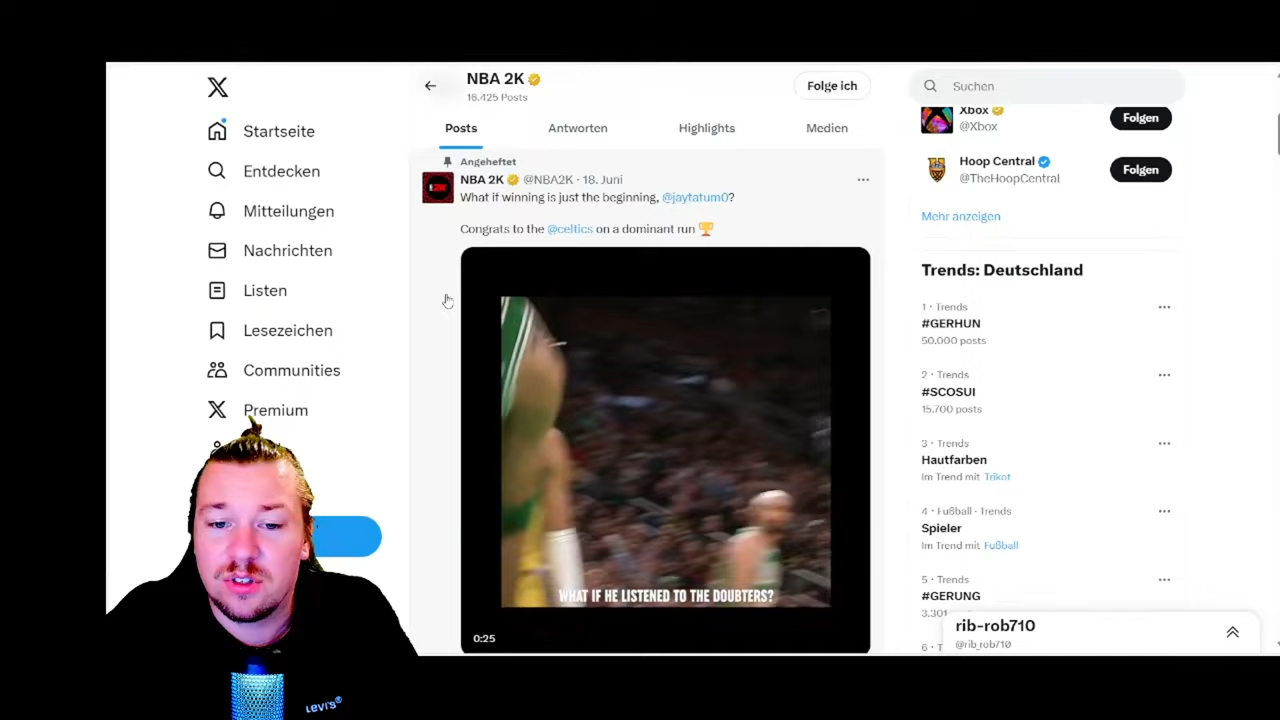 Startseite
Entdecken
Mitteilungen
Nachrichten
Listen
Lesezeichen
Communities
Premium
NBA 2K
16.425 Posts
Folge ich
Posts
Antworten
Highlights
Medien
Angeheftet
NBA 2K @NBA2K · 18. Juni
What if winning is just the beginning, @jaytatum0?
Congrats to the @celtics on a dominant run 🏆
WHAT IF HE LISTENED TO THE DOUBTERS?
0:25
Suchen
Xbox
@Xbox
Folgen
Hoop Central
@TheHoopCentral
Folgen
Mehr anzeigen
Trends: Deutschland
1 · Trends
#GERHUN
50.000 posts
2 · Trends
#SCOSUI
15.700 posts
3 · Trends
Hautfarben
Im Trend mit Trikot
4 · Fußball · Trends
Spieler
Im Trend mit Fußball
5 · Trends
#GERUNG
3.301
6 · T
rib-rob710
@rib_rob710
LEVI'S®